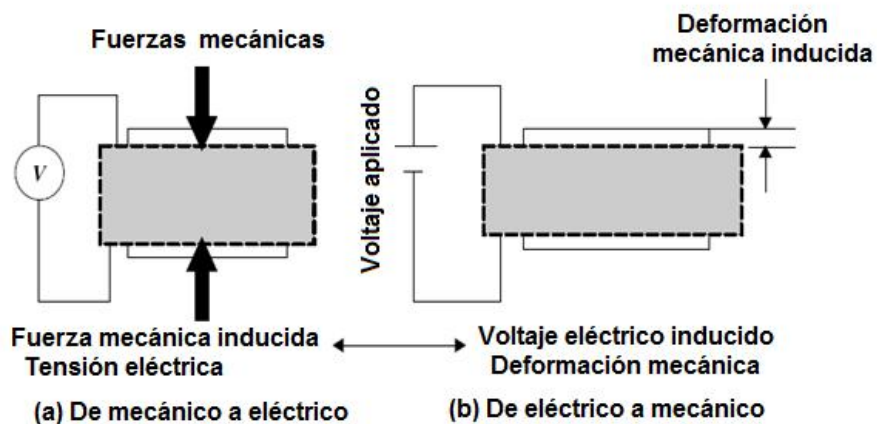 Fuerzas mecánicas
Deformación
mecánica inducida
V
Voltaje aplicado
Fuerza mecánica inducida
Tensión eléctrica
Voltaje eléctrico inducido
Deformación mecánica
(a) De mecánico a eléctrico
(b) De eléctrico a mecánico